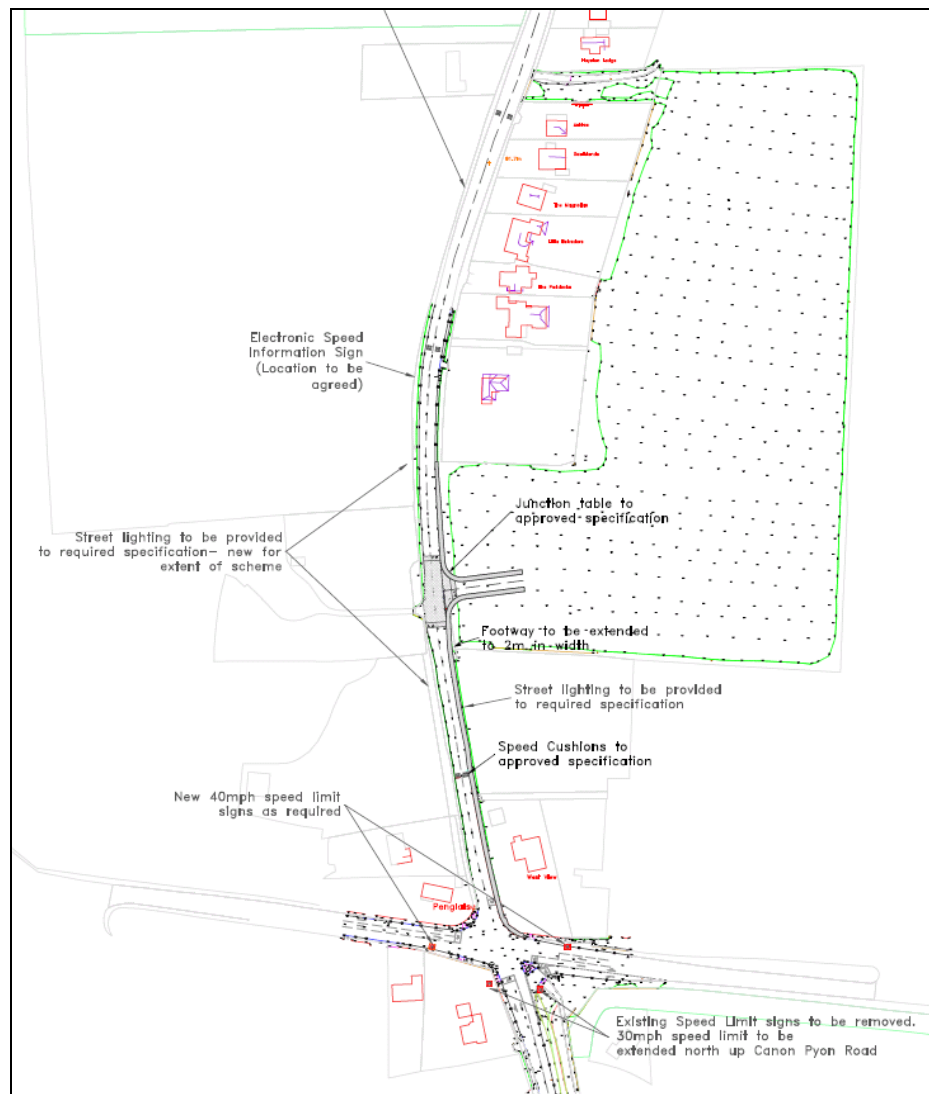 Electronic Speed
Information Sign
(Location to be
agreed)
Junction table to
approved specification
Street lighting to be provided
to required specification– new for
extent of scheme
Footway to be extended
to 2m in width
Street lighting to be provided
to required specification
Speed Cushions to
approved specification
New 40mph speed limit
signs as required
Existing Speed Limit signs to be removed.
30mph speed limit to be
extended north up Canon Pyon Road